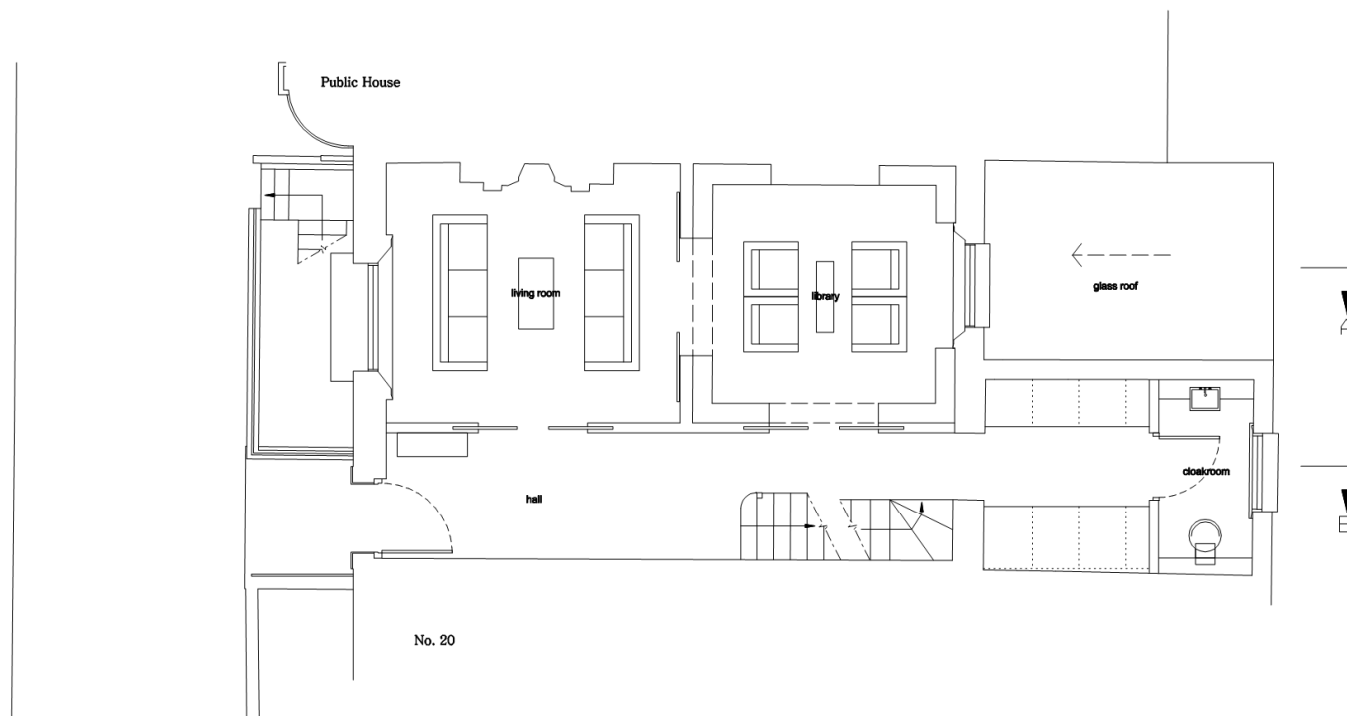 Public House
living room
library
glass roof
cloakroom
hall
No. 20